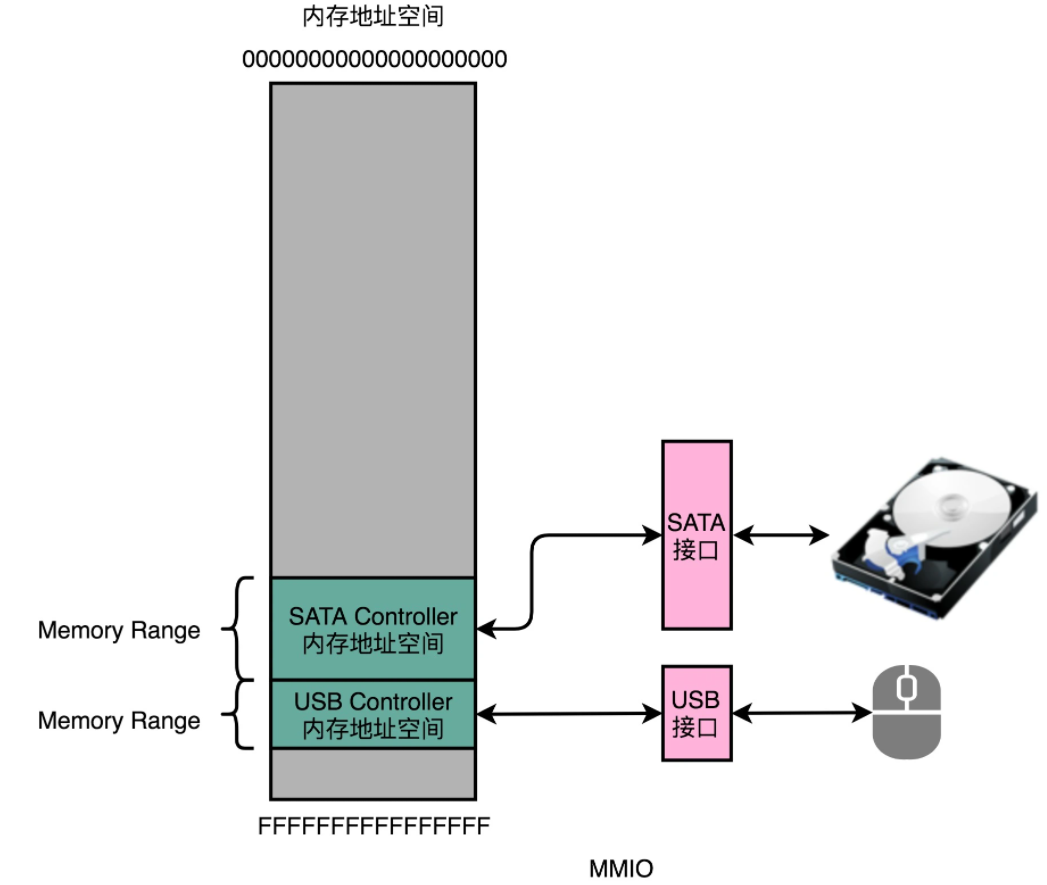 内存地址空间
00000000000000000000
SATA
接口
SATA Controller
内存地址空间
Memory Range
USB Controller
内存地址空间
USB
接口
Memory Range
FFFFFFFFFFFFFFFF
MMIO